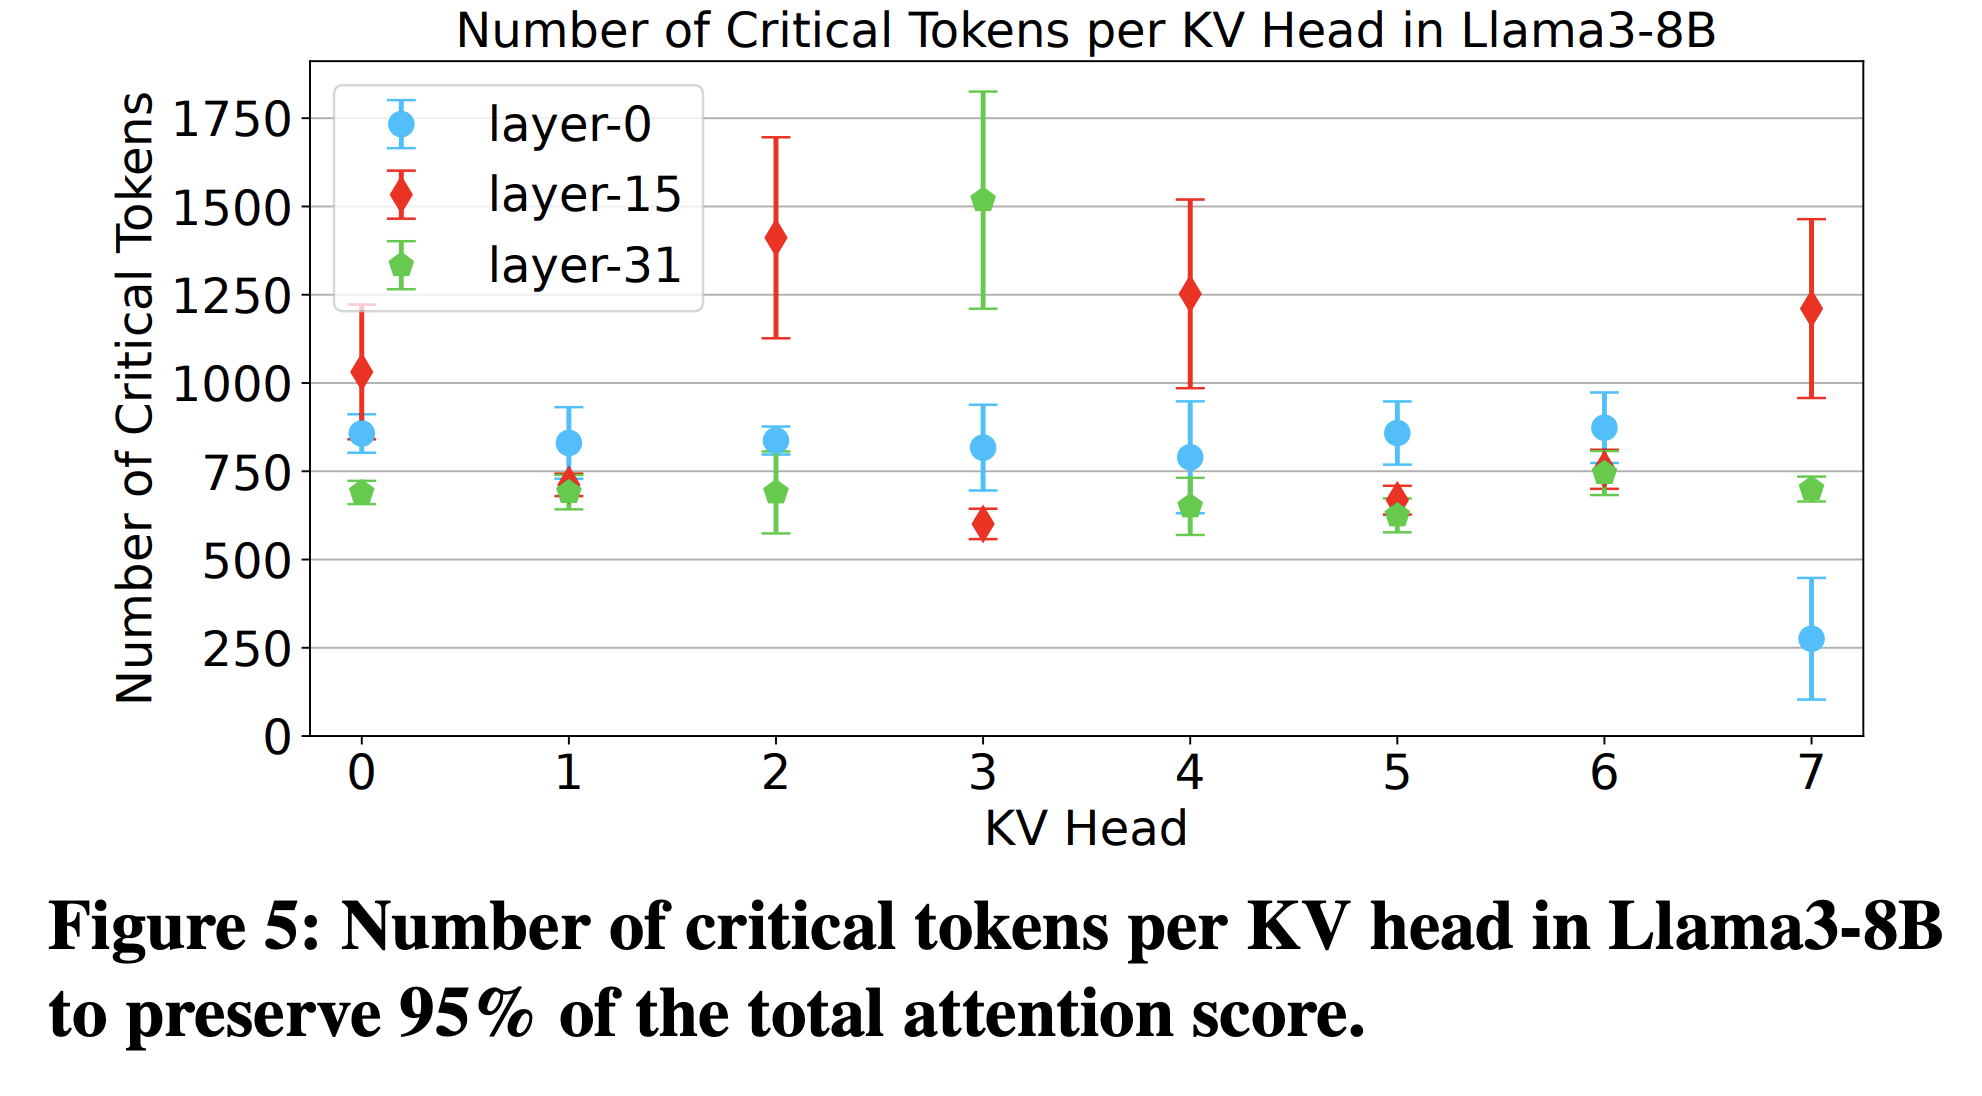 Number of Critical Tokens per KV Head in Llama3-8B
Number of Critical Tokens
1750
1500
1250
1000
750
500
250
0
layer-0
layer-15
layer-31
0 1 2 3 4 5 6 7
KV Head
Figure 5: Number of critical tokens per KV head in Llama3-8B
to preserve 95% of the total attention score.